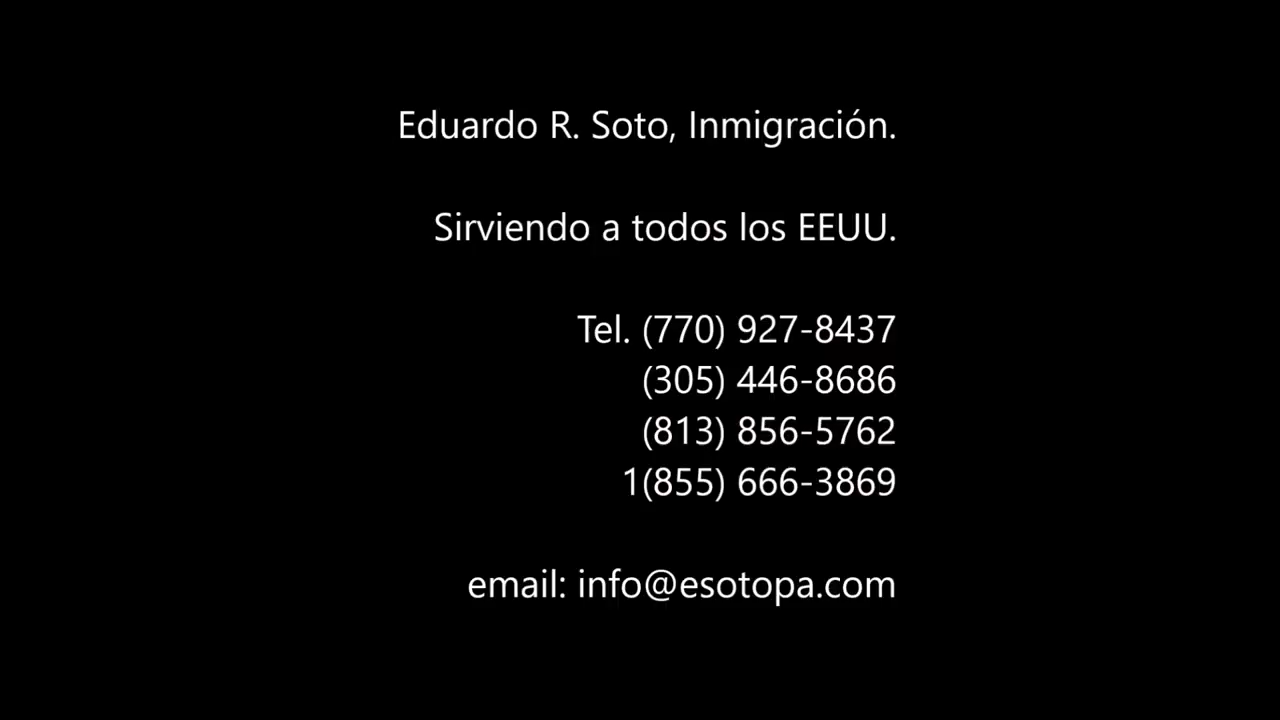 Eduardo R. Soto, Inmigración.
Sirviendo a todos los EEUU.
Tel. (770) 927-8437
(305) 446-8686
(813) 856-5762
1(855) 666-3869
email: info@esotopa.com